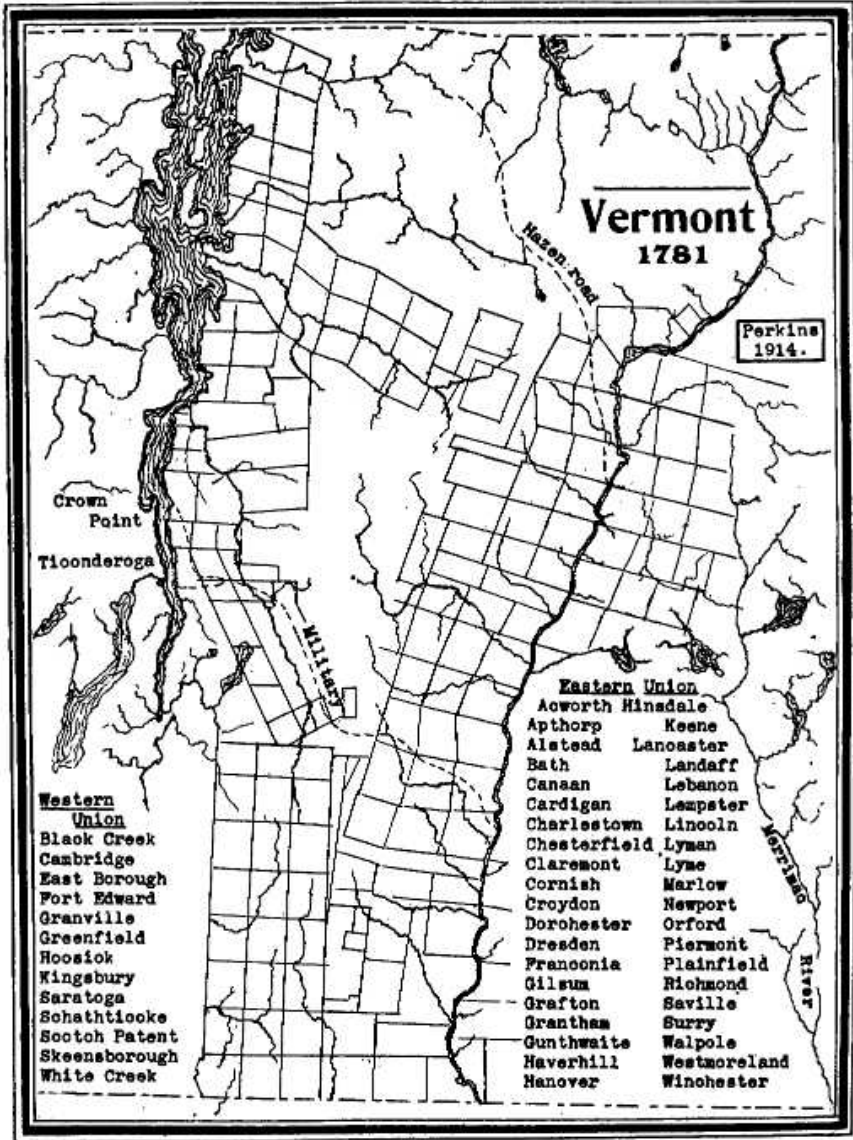 Vermont
1781
Hazen road
Perkins
1914.
Crown
Point
Ticonderoga
Military
Western
Union
Black Creek
Cambridge
East Borough
Fort Edward
Granville
Greenfield
Hoosick
Kingsbury
Saratoga
Schathticoke
Scotch Patent
Skeensborough
White Creek
Eastern Union
Acworth Hinsdale
Apthorp Keene
Alstead Lancaster
Bath Landaff
Canaan Lebanon
Cardigan Lempster
Charlestown Lincoln
Chesterfield Lyman
Claremont Lyme
Cornish Marlow
Croydon Newport
Dorchester Orford
Dresden Piermont
Franconia Plainfield
Gilsum Richmond
Grafton Saville
Grantham Surry
Gunthwaite Walpole
Haverhill Westmoreland
Hanover Winchester
Merrimac
River